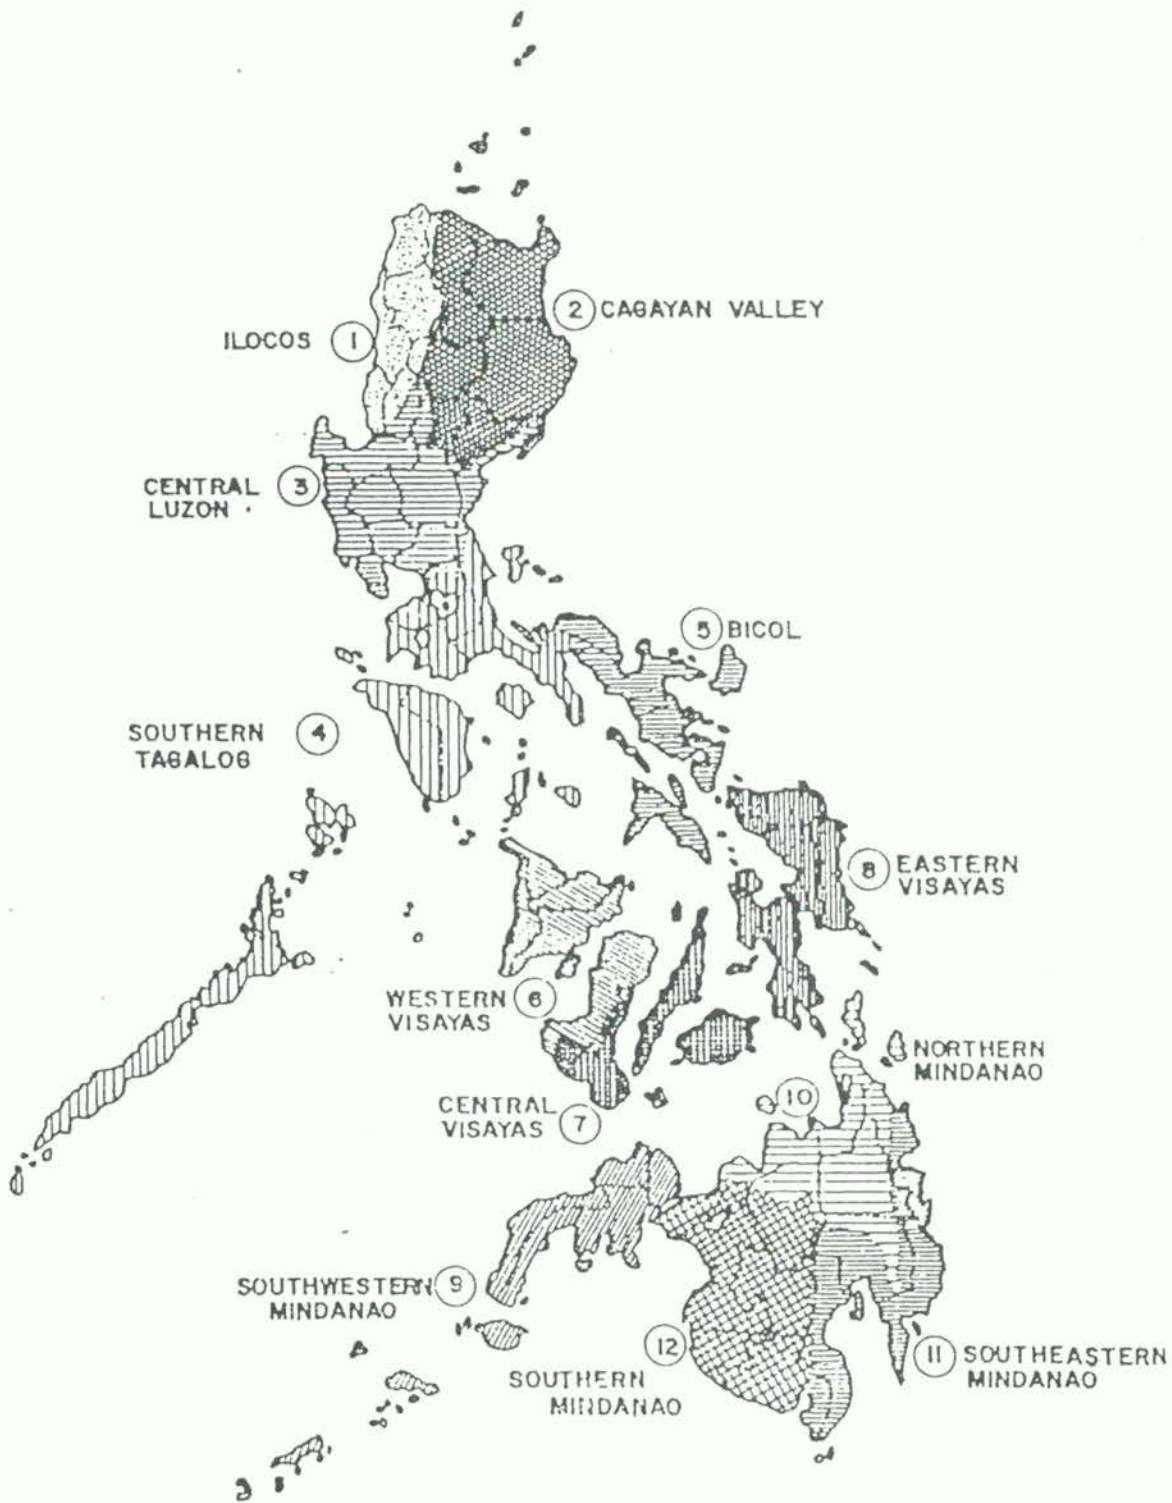 2 CAGAYAN VALLEY
ILOCOS 1
CENTRAL 3
LUZON
5 BICOL
SOUTHERN 4
TAGALOG
8 EASTERN
VISAYAS
WESTERN 6
VISAYAS
NORTHERN
MINDANAO
10
CENTRAL
VISAYAS 7
SOUTHWESTERN 9
MINDANAO
12
SOUTHERN
MINDANAO
11 SOUTHEASTERN
MINDANAO